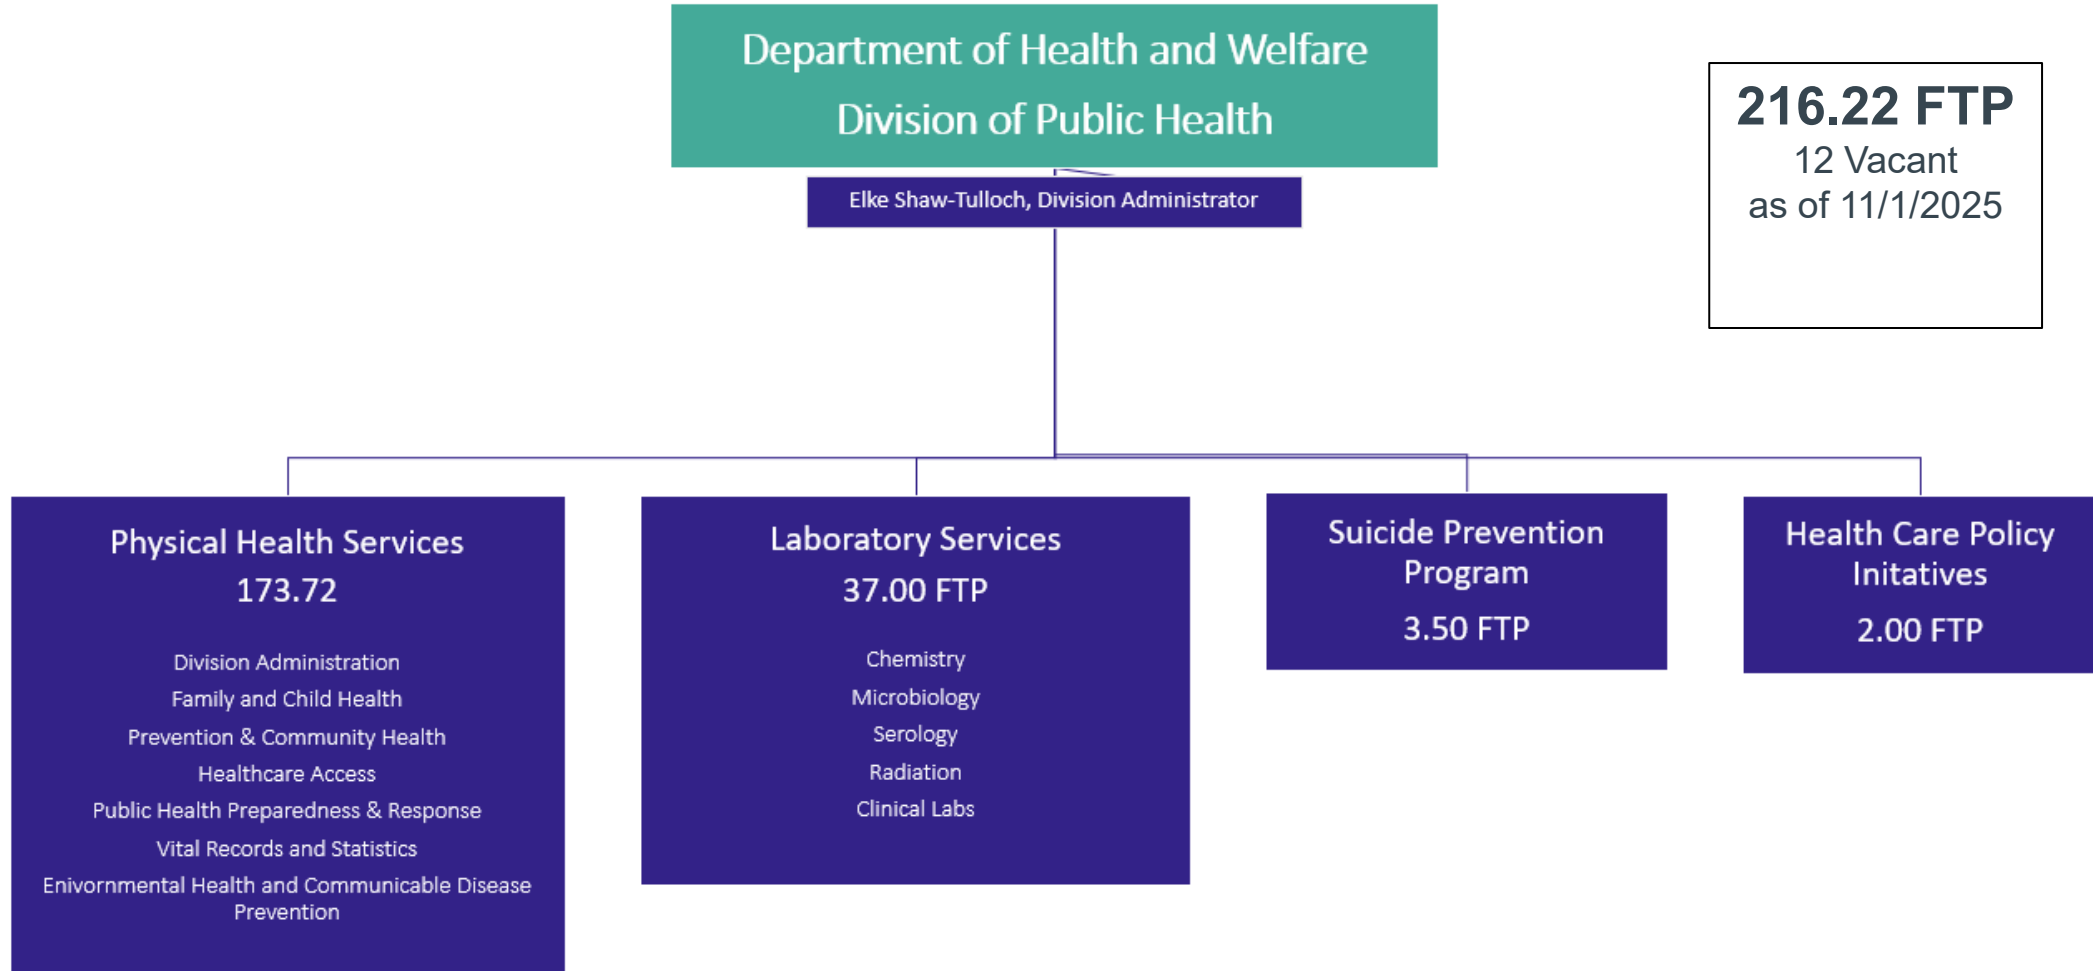 Department of Health and Welfare
Division of Public Health
Elke Shaw-Tulloch, Division Administrator
216.22 FTP
12 Vacant
as of 11/1/2025
Physical Health Services
173.72
Division Administration
Family and Child Health
Prevention & Community Health
Healthcare Access
Public Health Preparedness & Response
Vital Records and Statistics
Enivornmental Health and Communicable Disease
Prevention
Laboratory Services
37.00 FTP
Chemistry
Microbiology
Serology
Radiation
Clinical Labs
Suicide Prevention
Program
3.50 FTP
Health Care Policy
Initatives
2.00 FTP